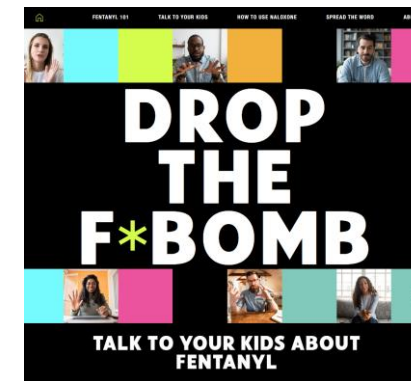 FENTANYL 101 TALK TO YOUR KIDS HOW TO USE NALOXONE SPREAD THE WORD AB
DROP
THE
F*BOMB
TALK TO YOUR KIDS ABOUT
FENTANYL